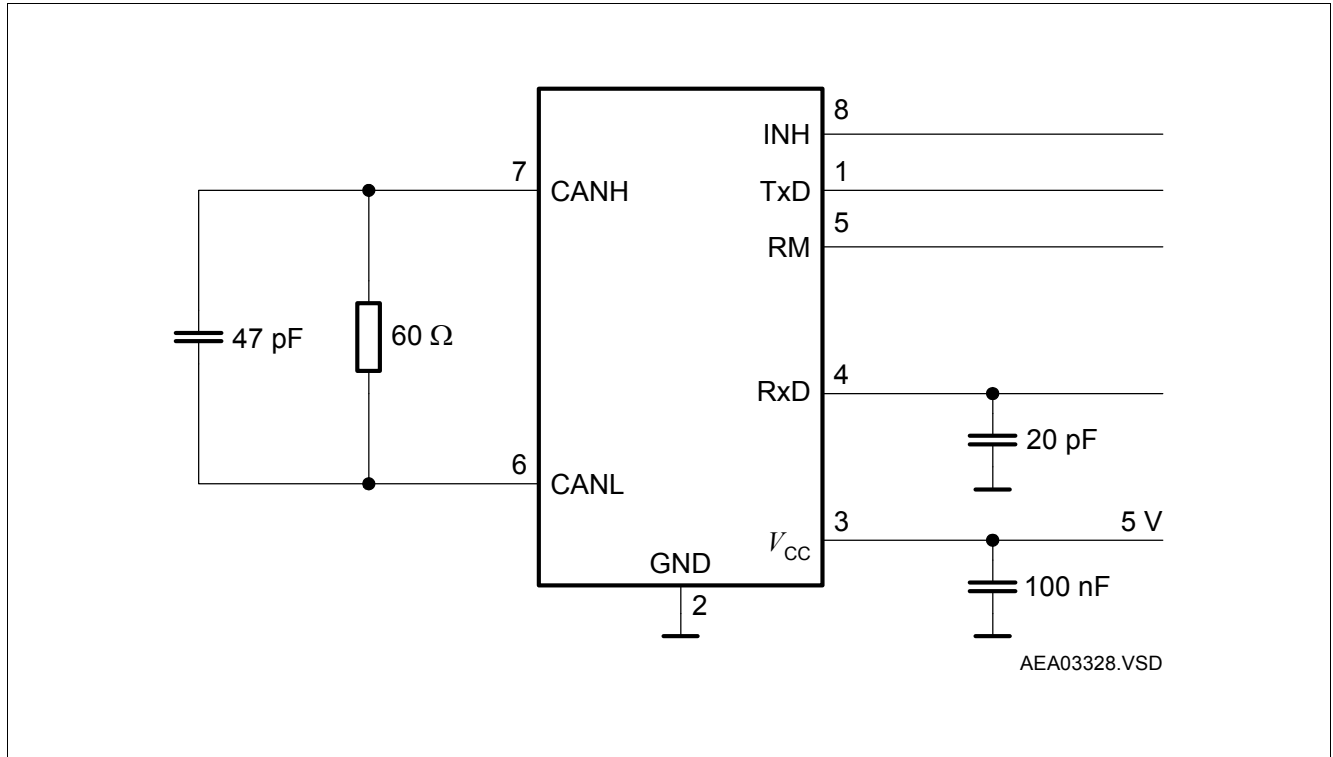 8
INH
1
TxD
5
RM
7
CANH
47 pF
60 Ω
4
RxD
20 pF
6
CANL
3
5 V
VCC
GND
2
100 nF
AEA03328.VSD